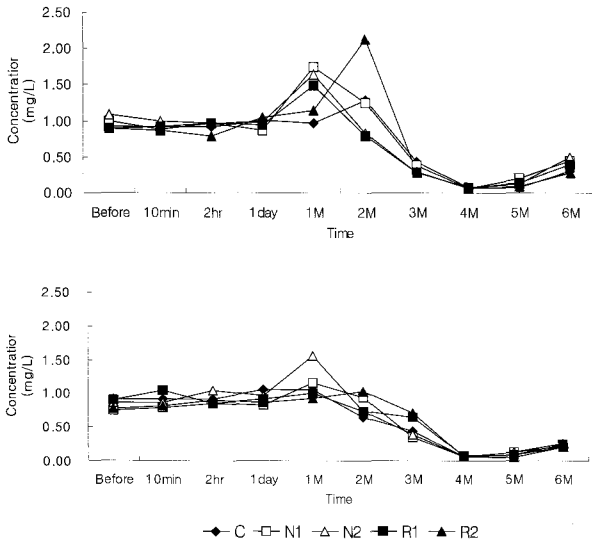 2.50
2.00
1.50
1.00
0.50
0.00
Concentratior
(mg/L)
Before 10min 2hr 1day 1M 2M 3M 4M 5M 6M
Time
2.50
2.00
1.50
1.00
0.50
0.00
Concentratior
(mg/L)
Before 10min 2hr 1day 1M 2M 3M 4M 5M 6M
Time
C N1 N2 R1 R2